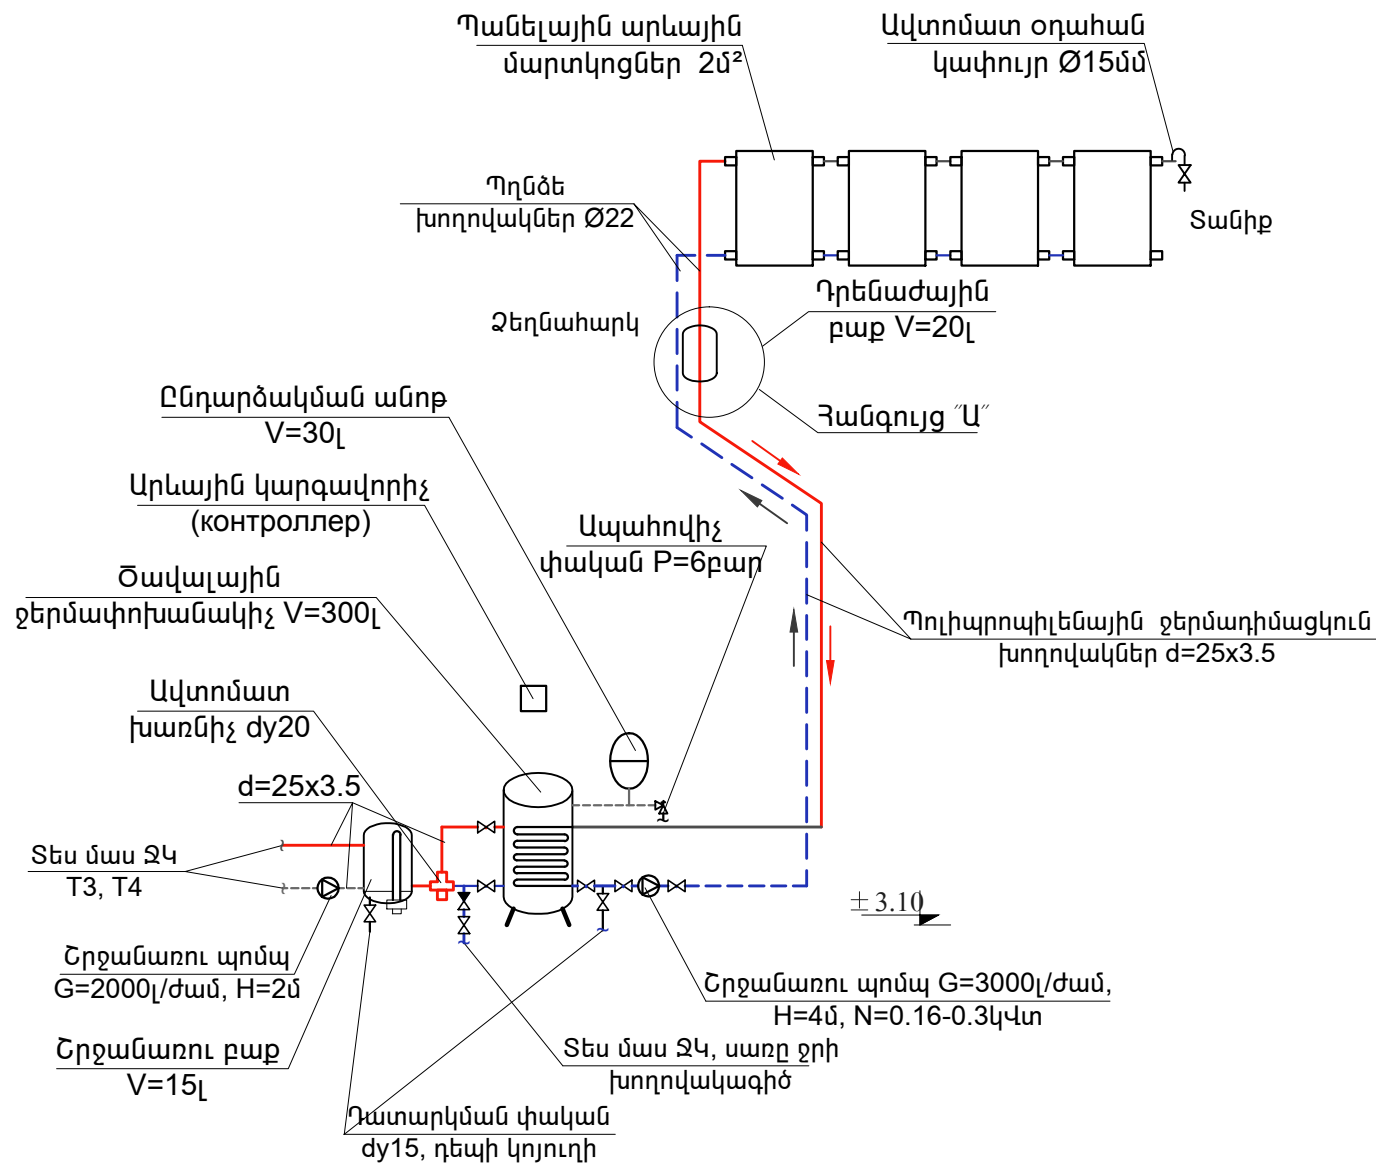 Պանելային արևային
մարտկոցներ 2մ²
Ավտոմատ օդահան
կափույր Ø15մմ
Պղնձե
խողովակներ Ø22
Տանիք
Դրենաժային
բաք V=20լ
Ձեղնահարկ
Հանգույց ˝Ա˝
Ընդարձակման անոթ
V=30լ
Արևային կարգավորիչ
(контроллер)
Ապահովիչ
փական P=6բար
Ծավալային
ջերմափոխանակիչ V=300լ
Պոլիպրոպիլենային ջերմադիմացկուն
խողովակներ d=25x3.5
Ավտոմատ
խառնիչ dy20
d=25x3.5
Տես մաս ՋԿ
T3, T4
±3.10
Շրջանառու պոմպ
G=2000լ/ժամ, H=2մ
Շրջանառու պոմպ G=3000լ/ժամ,
H=4մ, N=0.16-0.3կՎտ
Շրջանառու բաք
V=15լ
Տես մաս ՋԿ, սառը ջրի
խողովակագիծ
Դատարկման փական
dy15, դեպի կոյուղի